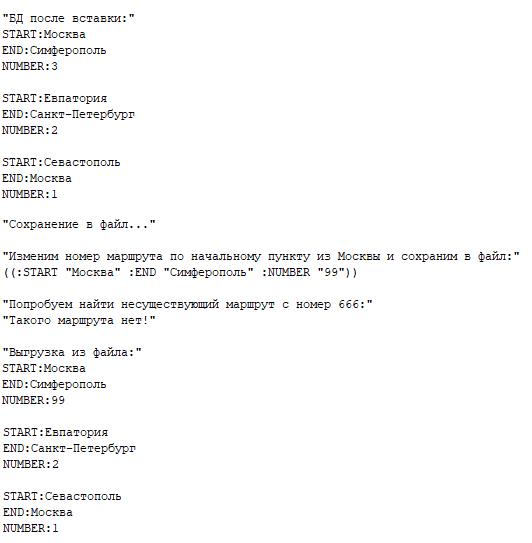 "БД после вставки:"
START:Москва
END:Симферополь
NUMBER:3
START:Евпатория
END:Санкт-Петербург
NUMBER:2
START:Севастополь
END:Москва
NUMBER:1
"Сохранение в файл..."
"Изменим номер маршрута по начальному пункту из Москвы и сохраним в файл:"
((:START "Москва" :END "Симферополь" :NUMBER "99"))
"Попробуем найти несуществующий маршрут с номер 666:"
"Такого маршрута нет!"
"Выгрузка из файла:"
START:Москва
END:Симферополь
NUMBER:99
START:Евпатория
END:Санкт-Петербург
NUMBER:2
START:Севастополь
END:Москва
NUMBER:1